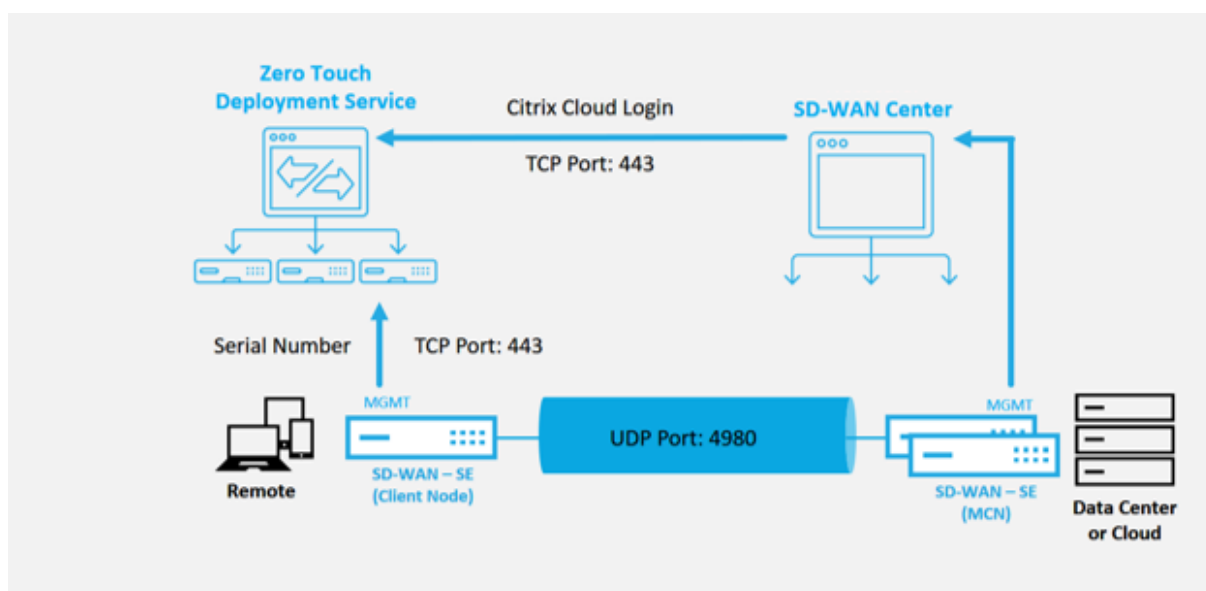 Zero Touch
Deployment Service
Citrix Cloud Login
SD-WAN Center
TCP Port: 443
Serial Number
TCP Port: 443
MGMT
MGMT
UDP Port: 4980
Remote
SD-WAN – SE
(Client Node)
SD-WAN – SE
(MCN)
Data Center
or Cloud